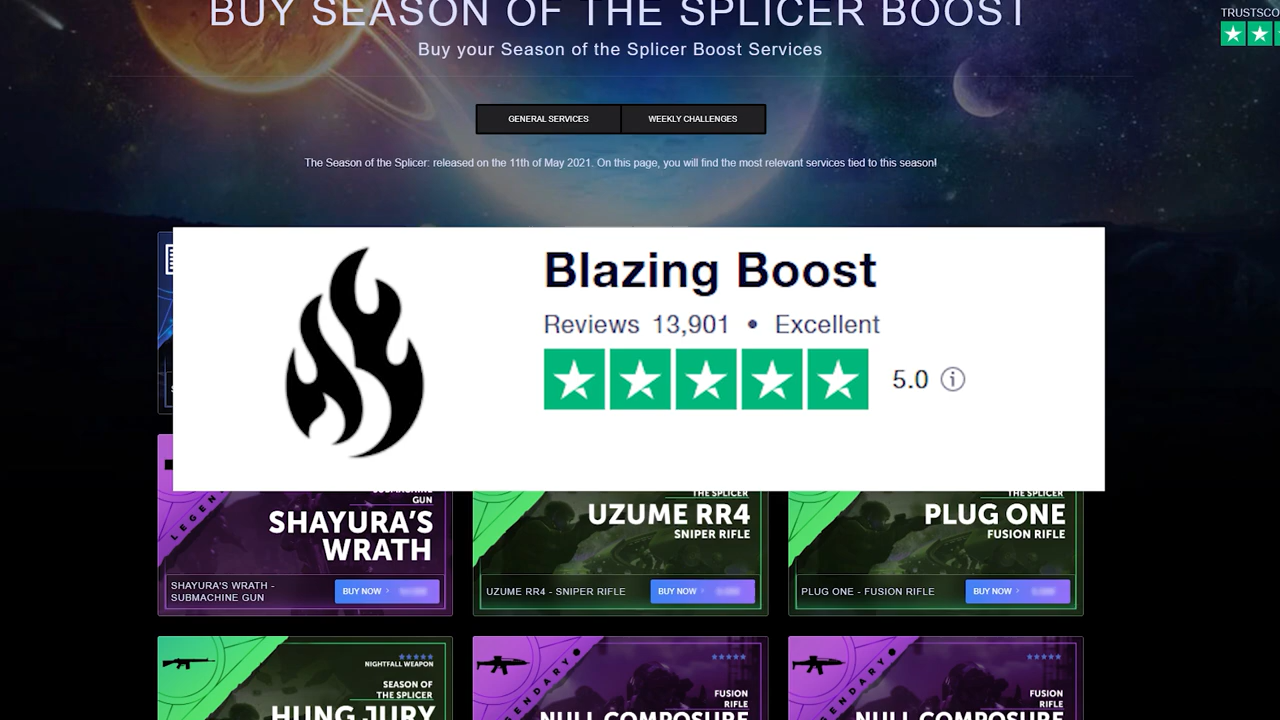 BUY SEASON OF THE SPLICER BOOST
TRUSTSCO
Buy your Season of the Splicer Boost Services
GENERAL SERVICES
WEEKLY CHALLENGES
The Season of the Splicer: released on the 11th of May 2021. On this page, you will find the most relevant services tied to this season!
Blazing Boost
Reviews 13,901 • Excellent
5.0
LEGEND
SUBMACHINE
GUN
SHAYURA'S
WRATH
SHAYURA'S WRATH -
SUBMACHINE GUN
BUY NOW
THE SPLICER
UZUME RR4
SNIPER RIFLE
UZUME RR4 - SNIPER RIFLE
BUY NOW
THE SPLICER
PLUG ONE
FUSION RIFLE
PLUG ONE - FUSION RIFLE
BUY NOW
NIGHTFALL WEAPON
SEASON OF
THE SPLICER
HUNG JURY
GENDARY
FUSION
RIFLE
NULL COMPOSURE
GENDARY
FUSION
RIFLE
NULL COMPOSURE